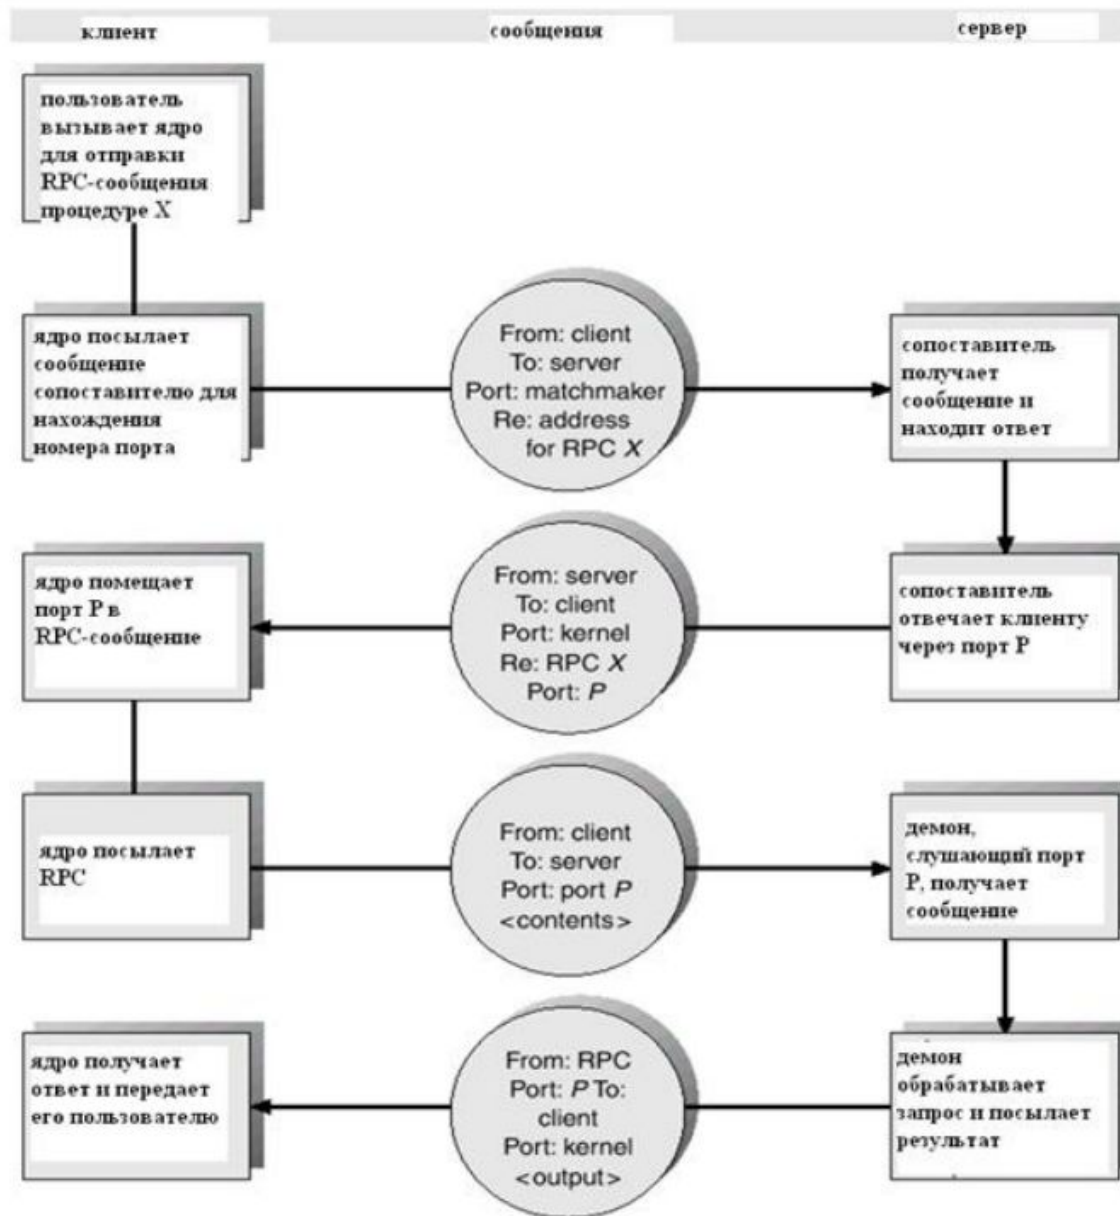 клиент
сообщения
сервер
пользователь
вызывает ядро
для отправки
RPC-сообщения
процедуре X
ядро посылает
сообщение
сопоставителю для
нахождения
номера порта
From: client
To: server
Port: matchmaker
Re: address
for RPC X
сопоставитель
получает
сообщение и
находит ответ
ядро помещает
порт P в
RPC-сообщение
From: server
To: client
Port: kernel
Re: RPC X
Port: P
сопоставитель
отвечает клиенту
через порт P
ядро посылает
RPC
From: client
To: server
Port: port P
<contents>
демон,
слушающий порт
P, получает
сообщение
ядро получает
ответ и передает
его пользователю
From: RPC
Port: P To:
client
Port: kernel
<output>
демон
обрабатывает
запрос и посылает
результат